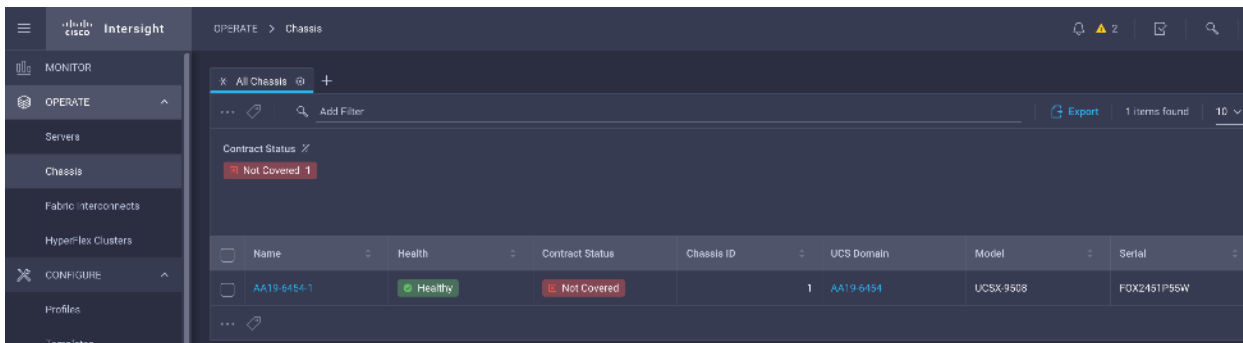 CISCO Intersight
OPERATE > Chassis
2
MONITOR
OPERATE
Servers
Chassis
Fabric Interconnects
HyperFlex Clusters
CONFIGURE
Profiles
Templates
All Chassis
Add Filter
Export
1 items found
10
Contract Status
Not Covered 1
Name Health Contract Status Chassis ID UCS Domain Model Serial
AA19-6454-1 Healthy Not Covered 1 AA19-6454 UCSX-9508 FOX2451P55W